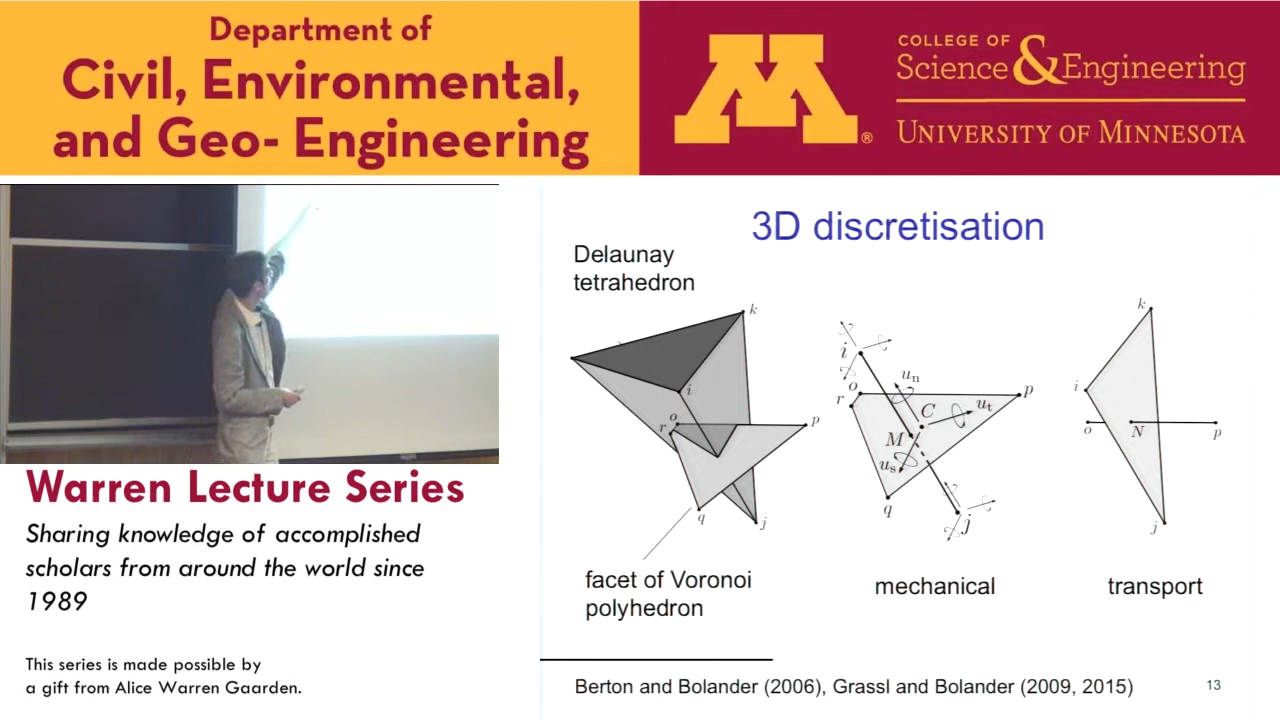 Department of
Civil, Environmental,
and Geo- Engineering
M ®
COLLEGE OF
Science & Engineering
UNIVERSITY OF MINNESOTA
Warren Lecture Series
Sharing knowledge of accomplished
scholars from around the world since
1989
This series is made possible by
a gift from Alice Warren Gaarden.
3D discretisation
Delaunay
tetrahedron
k
i
o
r
p
q
j
facet of Voronoi
polyhedron
i
o
r
un
p
C
ut
M
us
q
j
mechanical
k
i
o
N
p
j
transport
Berton and Bolander (2006), Grassl and Bolander (2009, 2015)
13